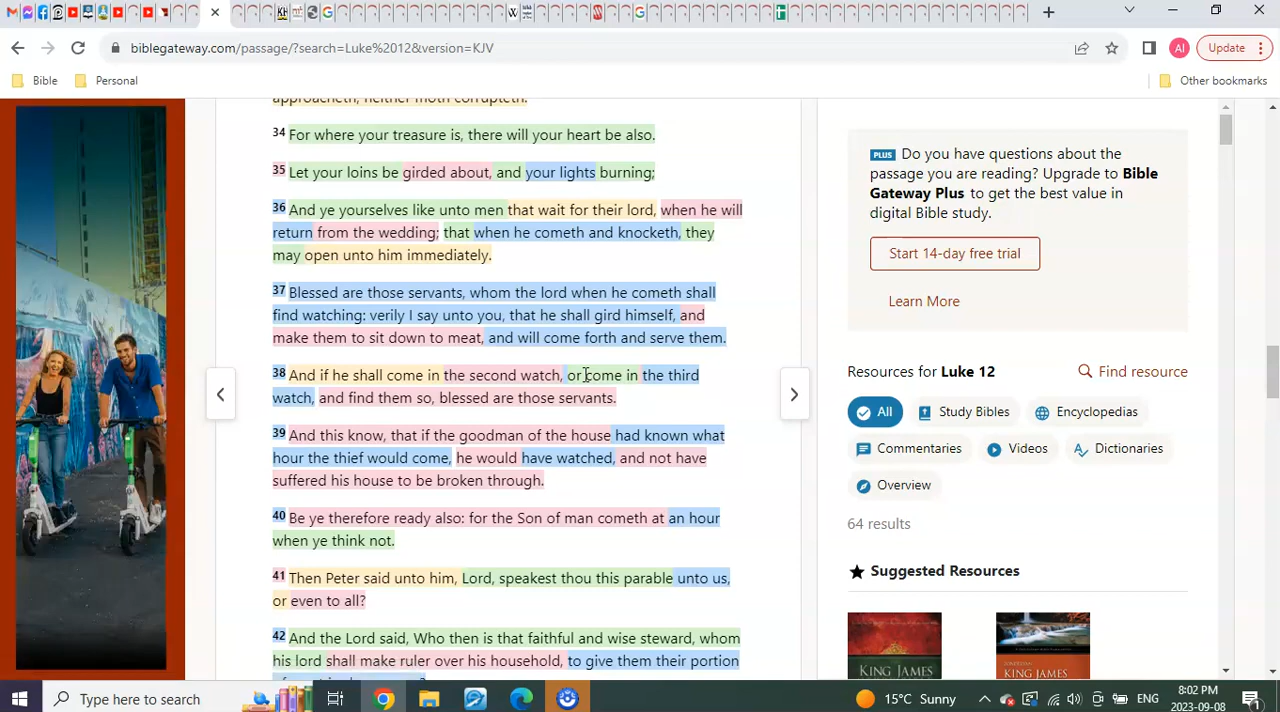 biblegateway.com/passage/?search=Luke%2012&version=KJV
AI
Update
Bible
Personal
Other bookmarks
approacheth, neither moth corrupteth.
34 For where your treasure is, there will your heart be also.
35 Let your loins be girded about, and your lights burning;
36 And ye yourselves like unto men that wait for their lord, when he will
return from the wedding; that when he cometh and knocketh, they
may open unto him immediately.
37 Blessed are those servants, whom the lord when he cometh shall
find watching: verily I say unto you, that he shall gird himself, and
make them to sit down to meat, and will come forth and serve them.
38 And if he shall come in the second watch, or come in the third
watch, and find them so, blessed are those servants.
39 And this know, that if the goodman of the house had known what
hour the thief would come, he would have watched, and not have
suffered his house to be broken through.
40 Be ye therefore ready also: for the Son of man cometh at an hour
when ye think not.
41 Then Peter said unto him, Lord, speakest thou this parable unto us,
or even to all?
42 And the Lord said, Who then is that faithful and wise steward, whom
his lord shall make ruler over his household, to give them their portion
PLUS Do you have questions about the
passage you are reading? Upgrade to Bible
Gateway Plus to get the best value in
digital Bible study.
Start 14-day free trial
Learn More
Resources for Luke 12
Find resource
All
Study Bibles
Encyclopedias
Commentaries
Videos
Dictionaries
Overview
64 results
Suggested Resources
KING JAMES
KING JAMES
Type here to search
15°C Sunny
ENG
8:02 PM
2023-09-08
1